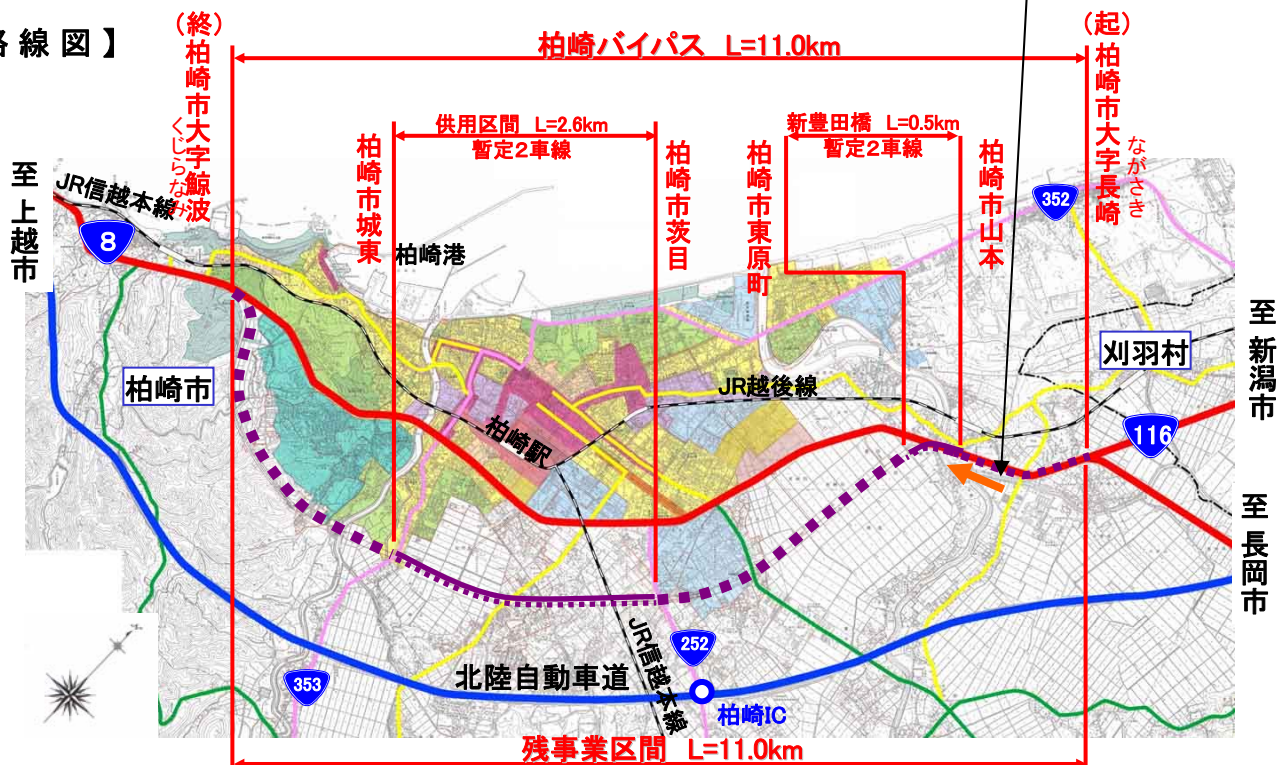 路線図】
(終)
柏崎市大字鯨波
くじらなみ
柏崎バイパス L=11.0km
(起)
柏崎市大字長崎
ながさき
供用区間 L=2.6km
暫定2車線
新豊田橋 L=0.5km
暫定2車線
柏崎市城東
柏崎市茨目
柏崎市東原町
柏崎市山本
至上越市
JR信越本線
8
柏崎港
352
至新潟市
刈羽村
柏崎市
JR越後線
柏崎駅
116
至長岡市
JR信越本線
252
353
北陸自動車道
柏崎IC
残事業区間 L=11.0km